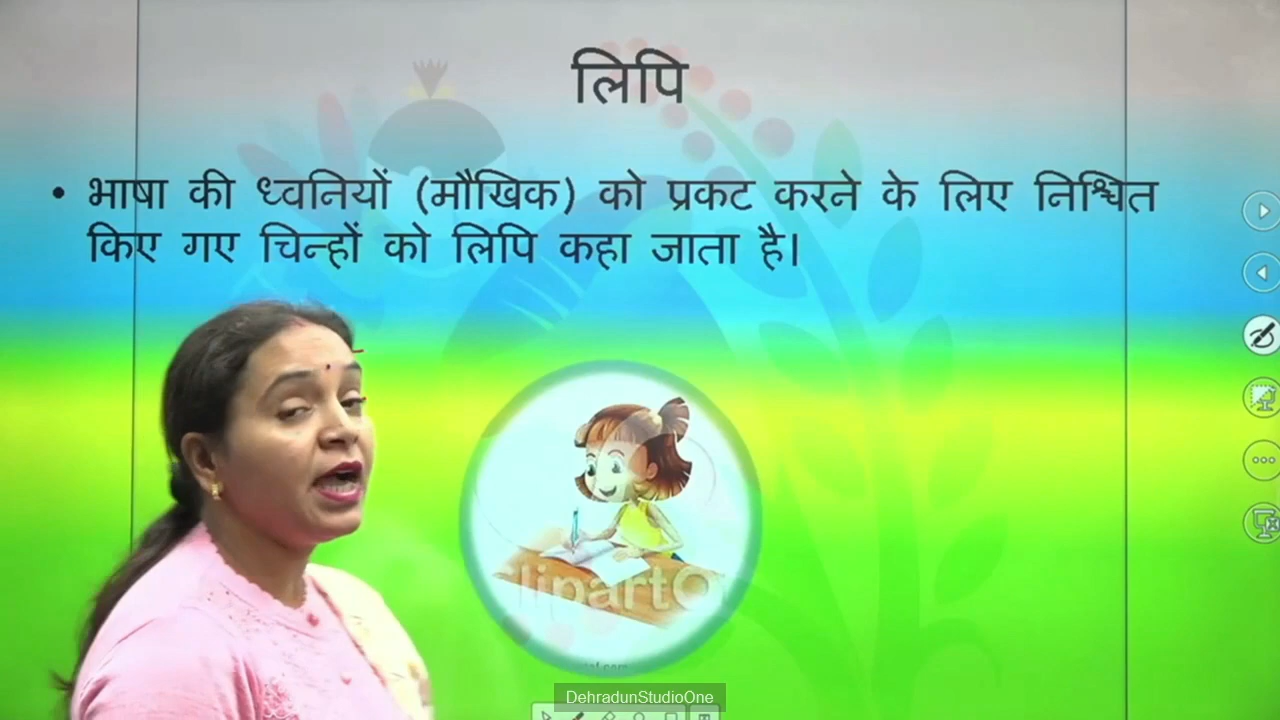 लिपि
• भाषा की ध्वनियों (मौखिक) को प्रकट करने के लिए निश्चित
किए गए चिन्हों को लिपि कहा जाता है।
DehradunStudioOne